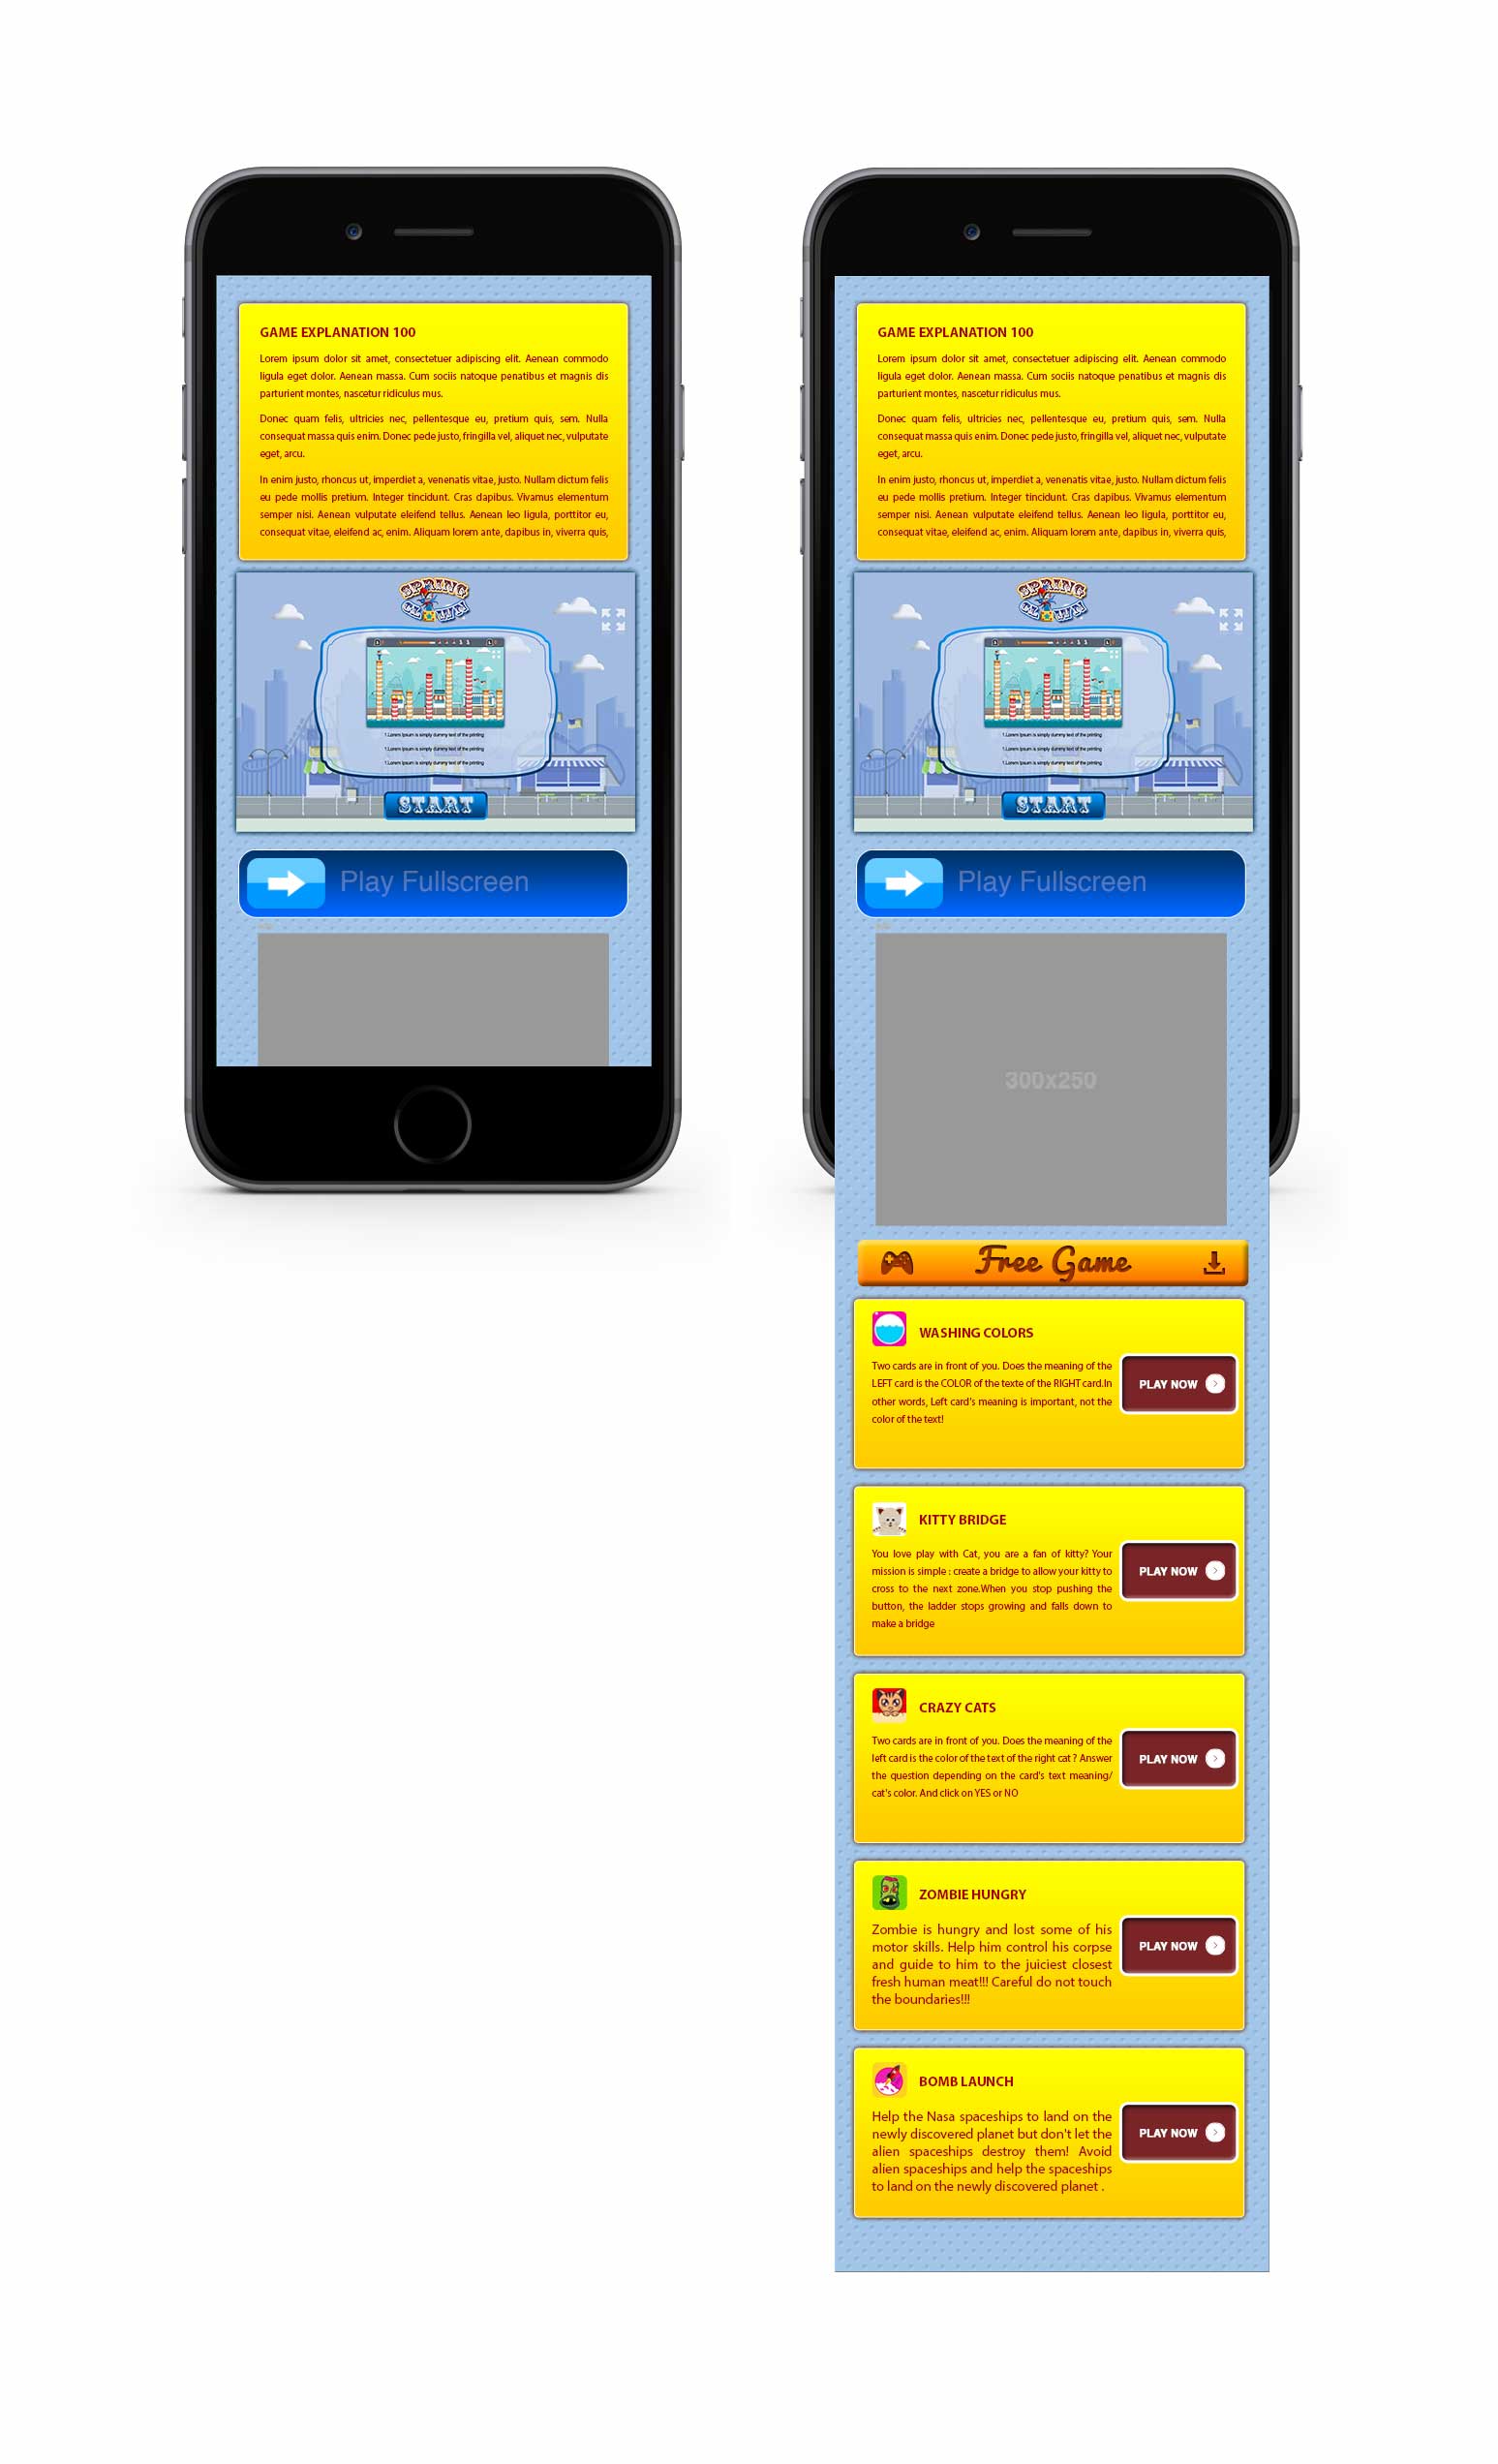 GAME EXPLANATION 100
Lorem ipsum dolor sit amet, consectetuer adipiscing elit. Aenean commodo
ligula eget dolor. Aenean massa. Cum sociis natoque penatibus et magnis dis
parturient montes, nascetur ridiculus mus.
Donec quam felis, ultricies nec, pellentesque eu, pretium quis, sem. Nulla
consequat massa quis enim. Donec pede justo, fringilla vel, aliquet nec, vulputate
eget, arcu.
In enim justo, rhoncus ut, imperdiet a, venenatis vitae, justo. Nullam dictum felis
eu pede mollis pretium. Integer tincidunt. Cras dapibus. Vivamus elementum
semper nisi. Aenean vulputate eleifend tellus. Aenean leo ligula, porttitor eu,
consequat vitae, eleifend ac, enim. Aliquam lorem ante, dapibus in, viverra quis,
SPRING
1.Lorem Ipsum is simply dummy text of the printing
1.Lorem Ipsum is simply dummy text of the printing
1.Lorem Ipsum is simply dummy text of the printing
START
Play Fullscreen
GAME EXPLANATION 100
Lorem ipsum dolor sit amet, consectetuer adipiscing elit. Aenean commodo
ligula eget dolor. Aenean massa. Cum sociis natoque penatibus et magnis dis
parturient montes, nascetur ridiculus mus.
Donec quam felis, ultricies nec, pellentesque eu, pretium quis, sem. Nulla
consequat massa quis enim. Donec pede justo, fringilla vel, aliquet nec, vulputate
eget, arcu.
In enim justo, rhoncus ut, imperdiet a, venenatis vitae, justo. Nullam dictum felis
eu pede mollis pretium. Integer tincidunt. Cras dapibus. Vivamus elementum
semper nisi. Aenean vulputate eleifend tellus. Aenean leo ligula, porttitor eu,
consequat vitae, eleifend ac, enim. Aliquam lorem ante, dapibus in, viverra quis,
SPRING
1.Lorem Ipsum is simply dummy text of the printing
1.Lorem Ipsum is simply dummy text of the printing
1.Lorem Ipsum is simply dummy text of the printing
START
Play Fullscreen
300x250
Free Game
WASHING COLORS
Two cards are in front of you. Does the meaning of the
LEFT card is the COLOR of the texte of the RIGHT card.In
other words, Left card's meaning is important, not the
color of the text!
PLAY NOW
KITTY BRIDGE
You love play with Cat, you are a fan of kitty? Your
mission is simple : create a bridge to allow your kitty to
cross to the next zone.When you stop pushing the
button, the ladder stops growing and falls down to
make a bridge
PLAY NOW
CRAZY CATS
Two cards are in front of you. Does the meaning of the
left card is the color of the text of the right cat ? Answer
the question depending on the card's text meaning/
cat's color. And click on YES or NO
PLAY NOW
ZOMBIE HUNGRY
Zombie is hungry and lost some of his
motor skills. Help him control his corpse
and guide to him to the juiciest closest
fresh human meat!!! Careful do not touch
the boundaries!!!
PLAY NOW
BOMB LAUNCH
Help the Nasa spaceships to land on the
newly discovered planet but don't let the
alien spaceships destroy them! Avoid
alien spaceships and help the spaceships
to land on the newly discovered planet .
PLAY NOW